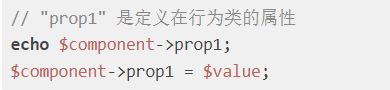 // "prop1" 是定义在行为类的属性
echo $component->prop1;
$component->prop1 = $value;